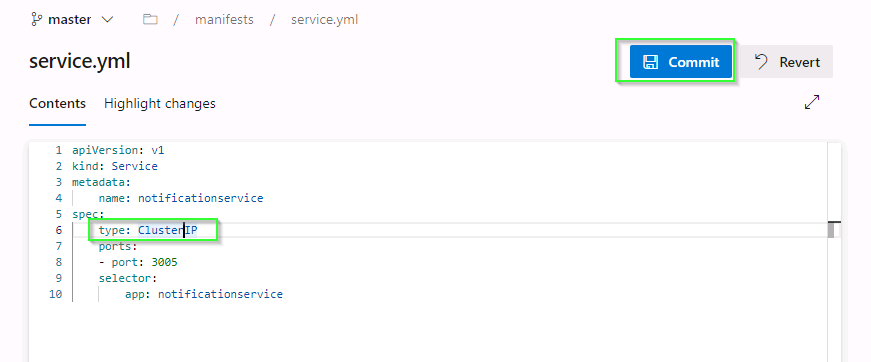 master / manifests / service.yml
service.yml
Commit Revert
Contents Highlight changes
1 apiVersion: v1
2 kind: Service
3 metadata:
4 name: notificationservice
5 spec:
6 type: ClusterIP
7 ports:
8 - port: 3005
9 selector:
10 app: notificationservice